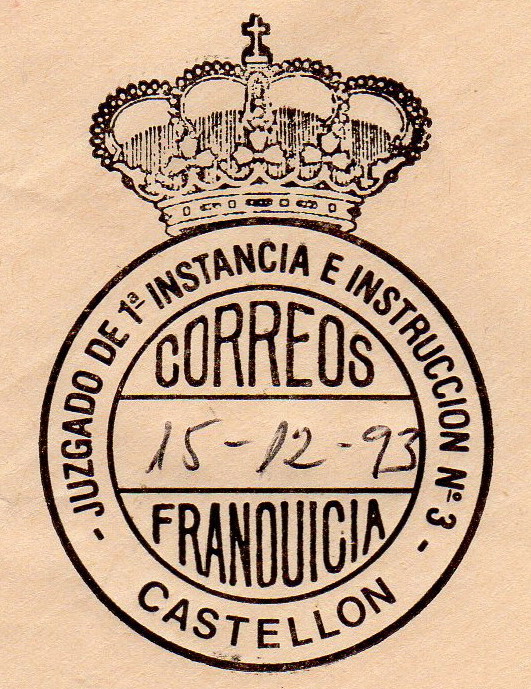 - JUZGADO DE 1ª INSTANCIA E INSTRUCCION Nº 3 -
CORREOS
15-12-93
FRANQUICIA
CASTELLON